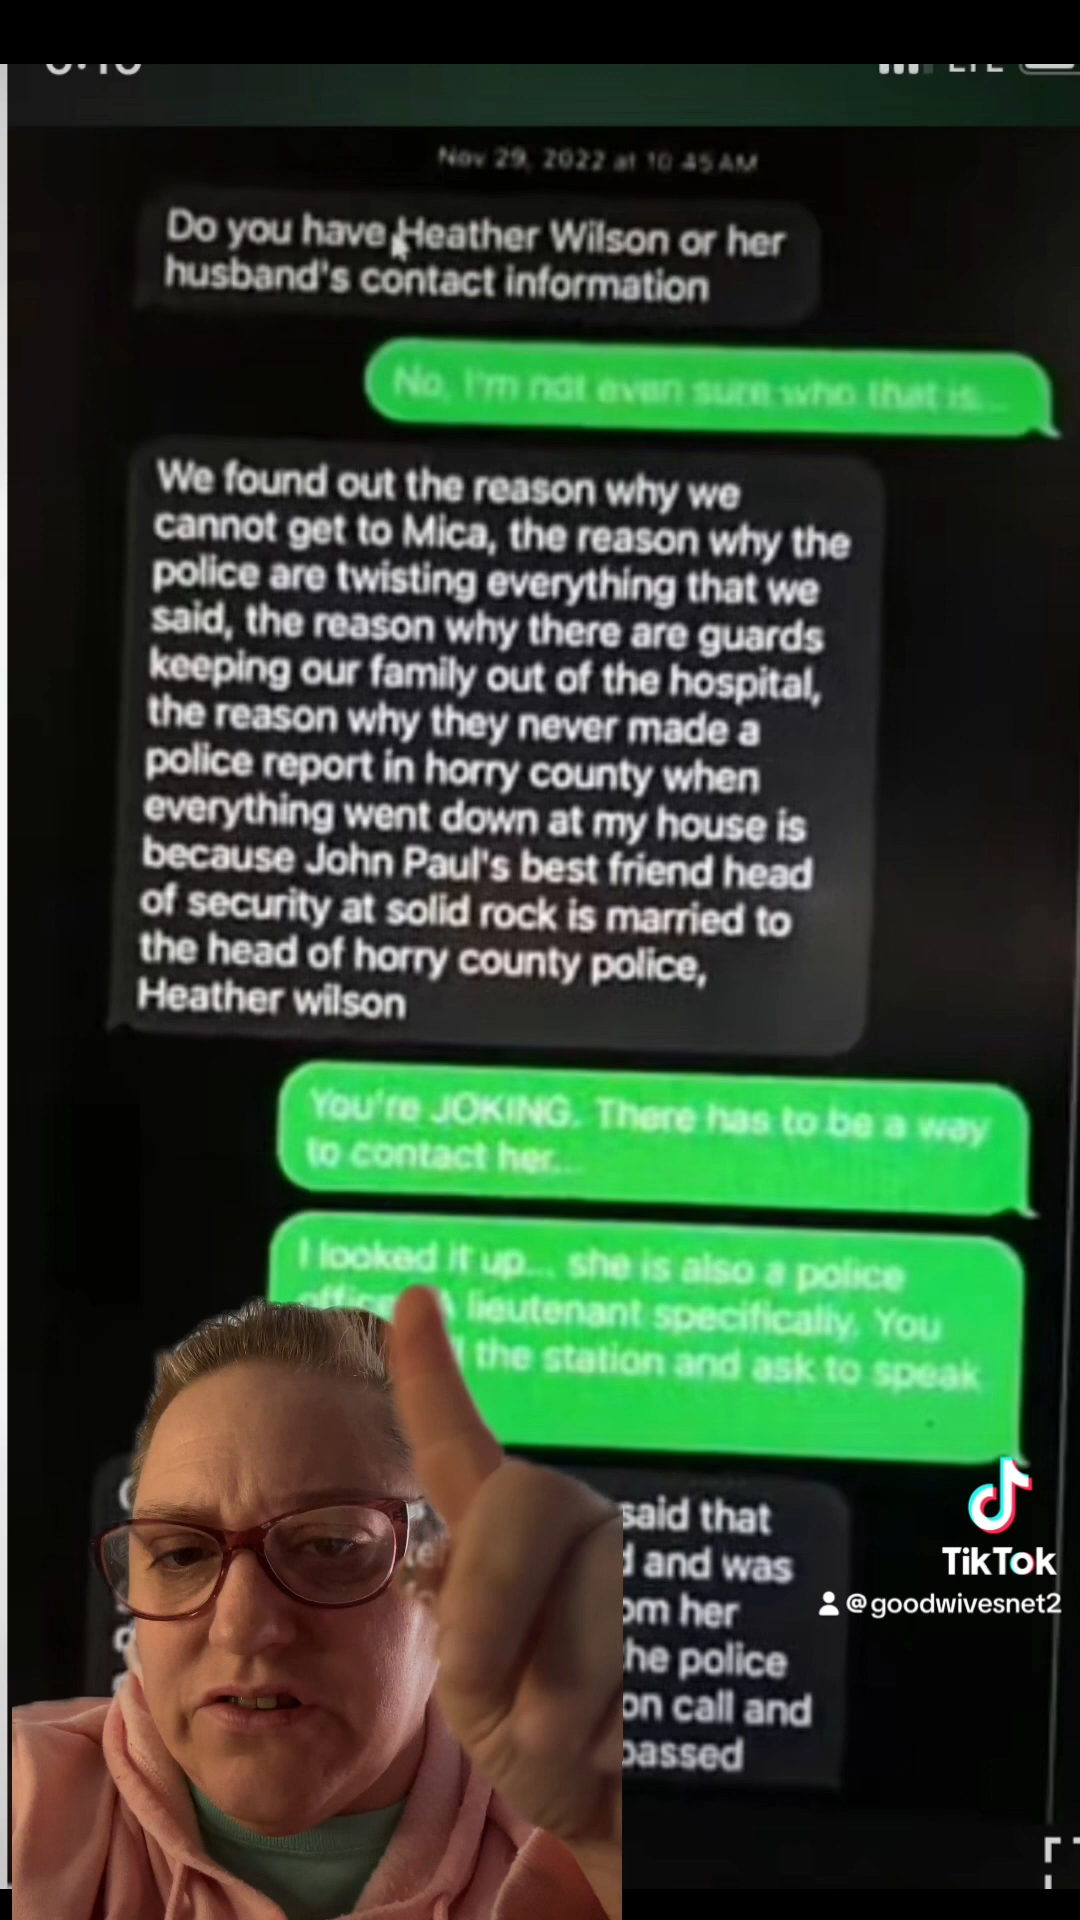 LTE
Nov 29, 2022 at 10:45 AM
Do you have Heather Wilson or her
husband's contact information
No, I'm not even sure who that is...
We found out the reason why we
cannot get to Mica, the reason why the
police are twisting everything that we
said, the reason why there are guards
keeping our family out of the hospital,
the reason why they never made a
police report in horry county when
everything went down at my house is
because John Paul's best friend head
of security at solid rock is married to
the head of horry county police,
Heather wilson
You're JOKING. There has to be a way
to contact her...
I looked it up... she is also a police
lieutenant specifically. You
the station and ask to speak
said that
and was
her
police
on call and
passed
TikTok
@goodwivesnet2